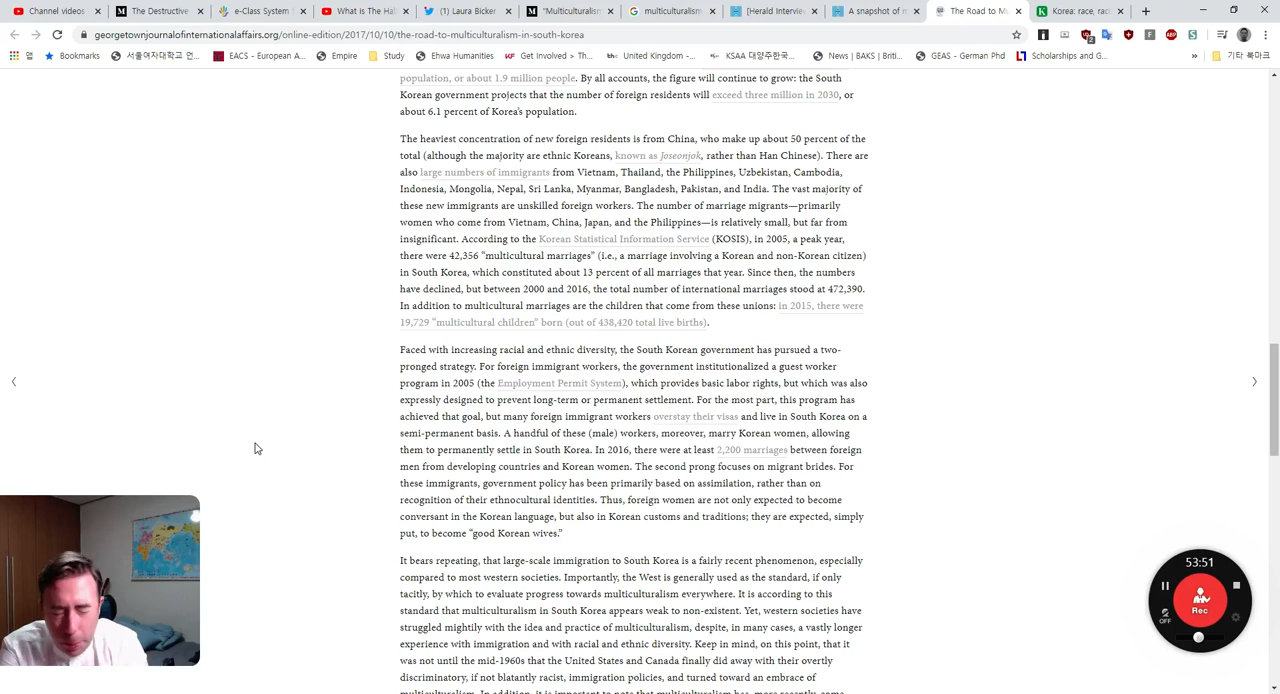 Channel videos
The Destructive
e-Class System
What is The Ha
(1) Laura Bicker
"Multiculturalism
multiculturalism
[Herald Interview
A snapshot of m
The Road to Mu
Korea: race, rac
georgetownjournalofinternationalaffairs.org/online-edition/2017/10/10/the-road-to-multiculturalism-in-south-korea
앱
Bookmarks
서울여자대학교 언...
EACS - European A...
Emploi
Study
Ehwa Humanities
Get Involved > Th...
United Kingdom -...
KSAA 대양주한국...
News | BAKS | Briti...
GEAS - German Phd
Scholarships and G...
기타 북마크
population, or about 1.9 million people. By all accounts, the figure will continue to grow: the South
Korean government projects that the number of foreign residents will exceed three million in 2030, or
about 6.1 percent of Korea's population.
The heaviest concentration of new foreign residents is from China, who make up about 50 percent of the
total (although the majority are ethnic Koreans, known as Joseonjok, rather than Han Chinese). There are
also large numbers of immigrants from Vietnam, Thailand, the Philippines, Uzbekistan, Cambodia,
Indonesia, Mongolia, Nepal, Sri Lanka, Myanmar, Bangladesh, Pakistan, and India. The vast majority of
these new immigrants are unskilled foreign workers. The number of marriage migrants—primarily
women who come from Vietnam, China, Japan, and the Philippines—is relatively small, but far from
insignificant. According to the Korean Statistical Information Service (KOSIS), in 2005, a peak year,
there were 42,356 “multicultural marriages” (i.e., a marriage involving a Korean and non-Korean citizen)
in South Korea, which constituted about 13 percent of all marriages that year. Since then, the numbers
have declined, but between 2000 and 2016, the total number of international marriages stood at 472,390.
In addition to multicultural marriages are the children that come from these unions: in 2015, there were
19,729 “multicultural children” born (out of 438,420 total live births).
Faced with increasing racial and ethnic diversity, the South Korean government has pursued a two-
pronged strategy. For foreign immigrant workers, the government institutionalized a guest worker
program in 2005 (the Employment Permit System), which provides basic labor rights, but which was also
expressly designed to prevent long-term or permanent settlement. For the most part, this program has
achieved that goal, but many foreign immigrant workers overstay their visas and live in South Korea on a
semi-permanent basis. A handful of these (male) workers, moreover, marry Korean women, allowing
them to permanently settle in South Korea. In 2016, there were at least 2,200 marriages between foreign
men from developing countries and Korean women. The second prong focuses on migrant brides. For
these immigrants, government policy has been primarily based on assimilation, rather than on
recognition of their ethnocultural identities. Thus, foreign women are not only expected to become
conversant in the Korean language, but also in Korean customs and traditions; they are expected, simply
put, to become “good Korean wives.”
It bears repeating, that large-scale immigration to South Korea is a fairly recent phenomenon, especially
compared to most western societies. Importantly, the West is generally used as the standard, if only
tacitly, by which to evaluate progress towards multiculturalism everywhere. It is according to this
standard that multiculturalism in South Korea appears weak to non-existent. Yet, western societies have
struggled mightily with the idea and practice of multiculturalism, despite, in many cases, a vastly longer
experience with immigration and with racial and ethnic diversity. Keep in mind, on this point, that it
was not until the mid-1960s that the United States and Canada finally did away with their overtly
discriminatory, if not blatantly racist, immigration policies, and turned toward an embrace of
multiculturalism. In addition, it is important to note that multiculturalism has, more recently, come
53:51
Rec
OFF